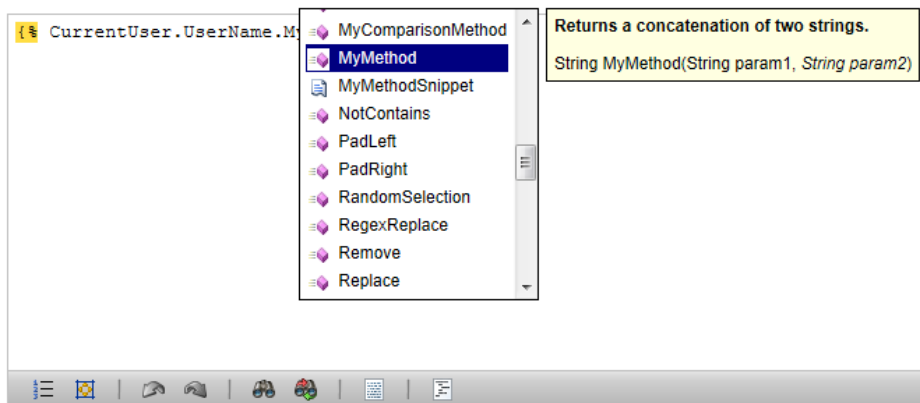 {% CurrentUser.UserName.My
MyComparisonMethod
MyMethod
MyMethodSnippet
NotContains
PadLeft
PadRight
RandomSelection
RegexReplace
Remove
Replace
Returns a concatenation of two strings.
String MyMethod(String param1, String param2)